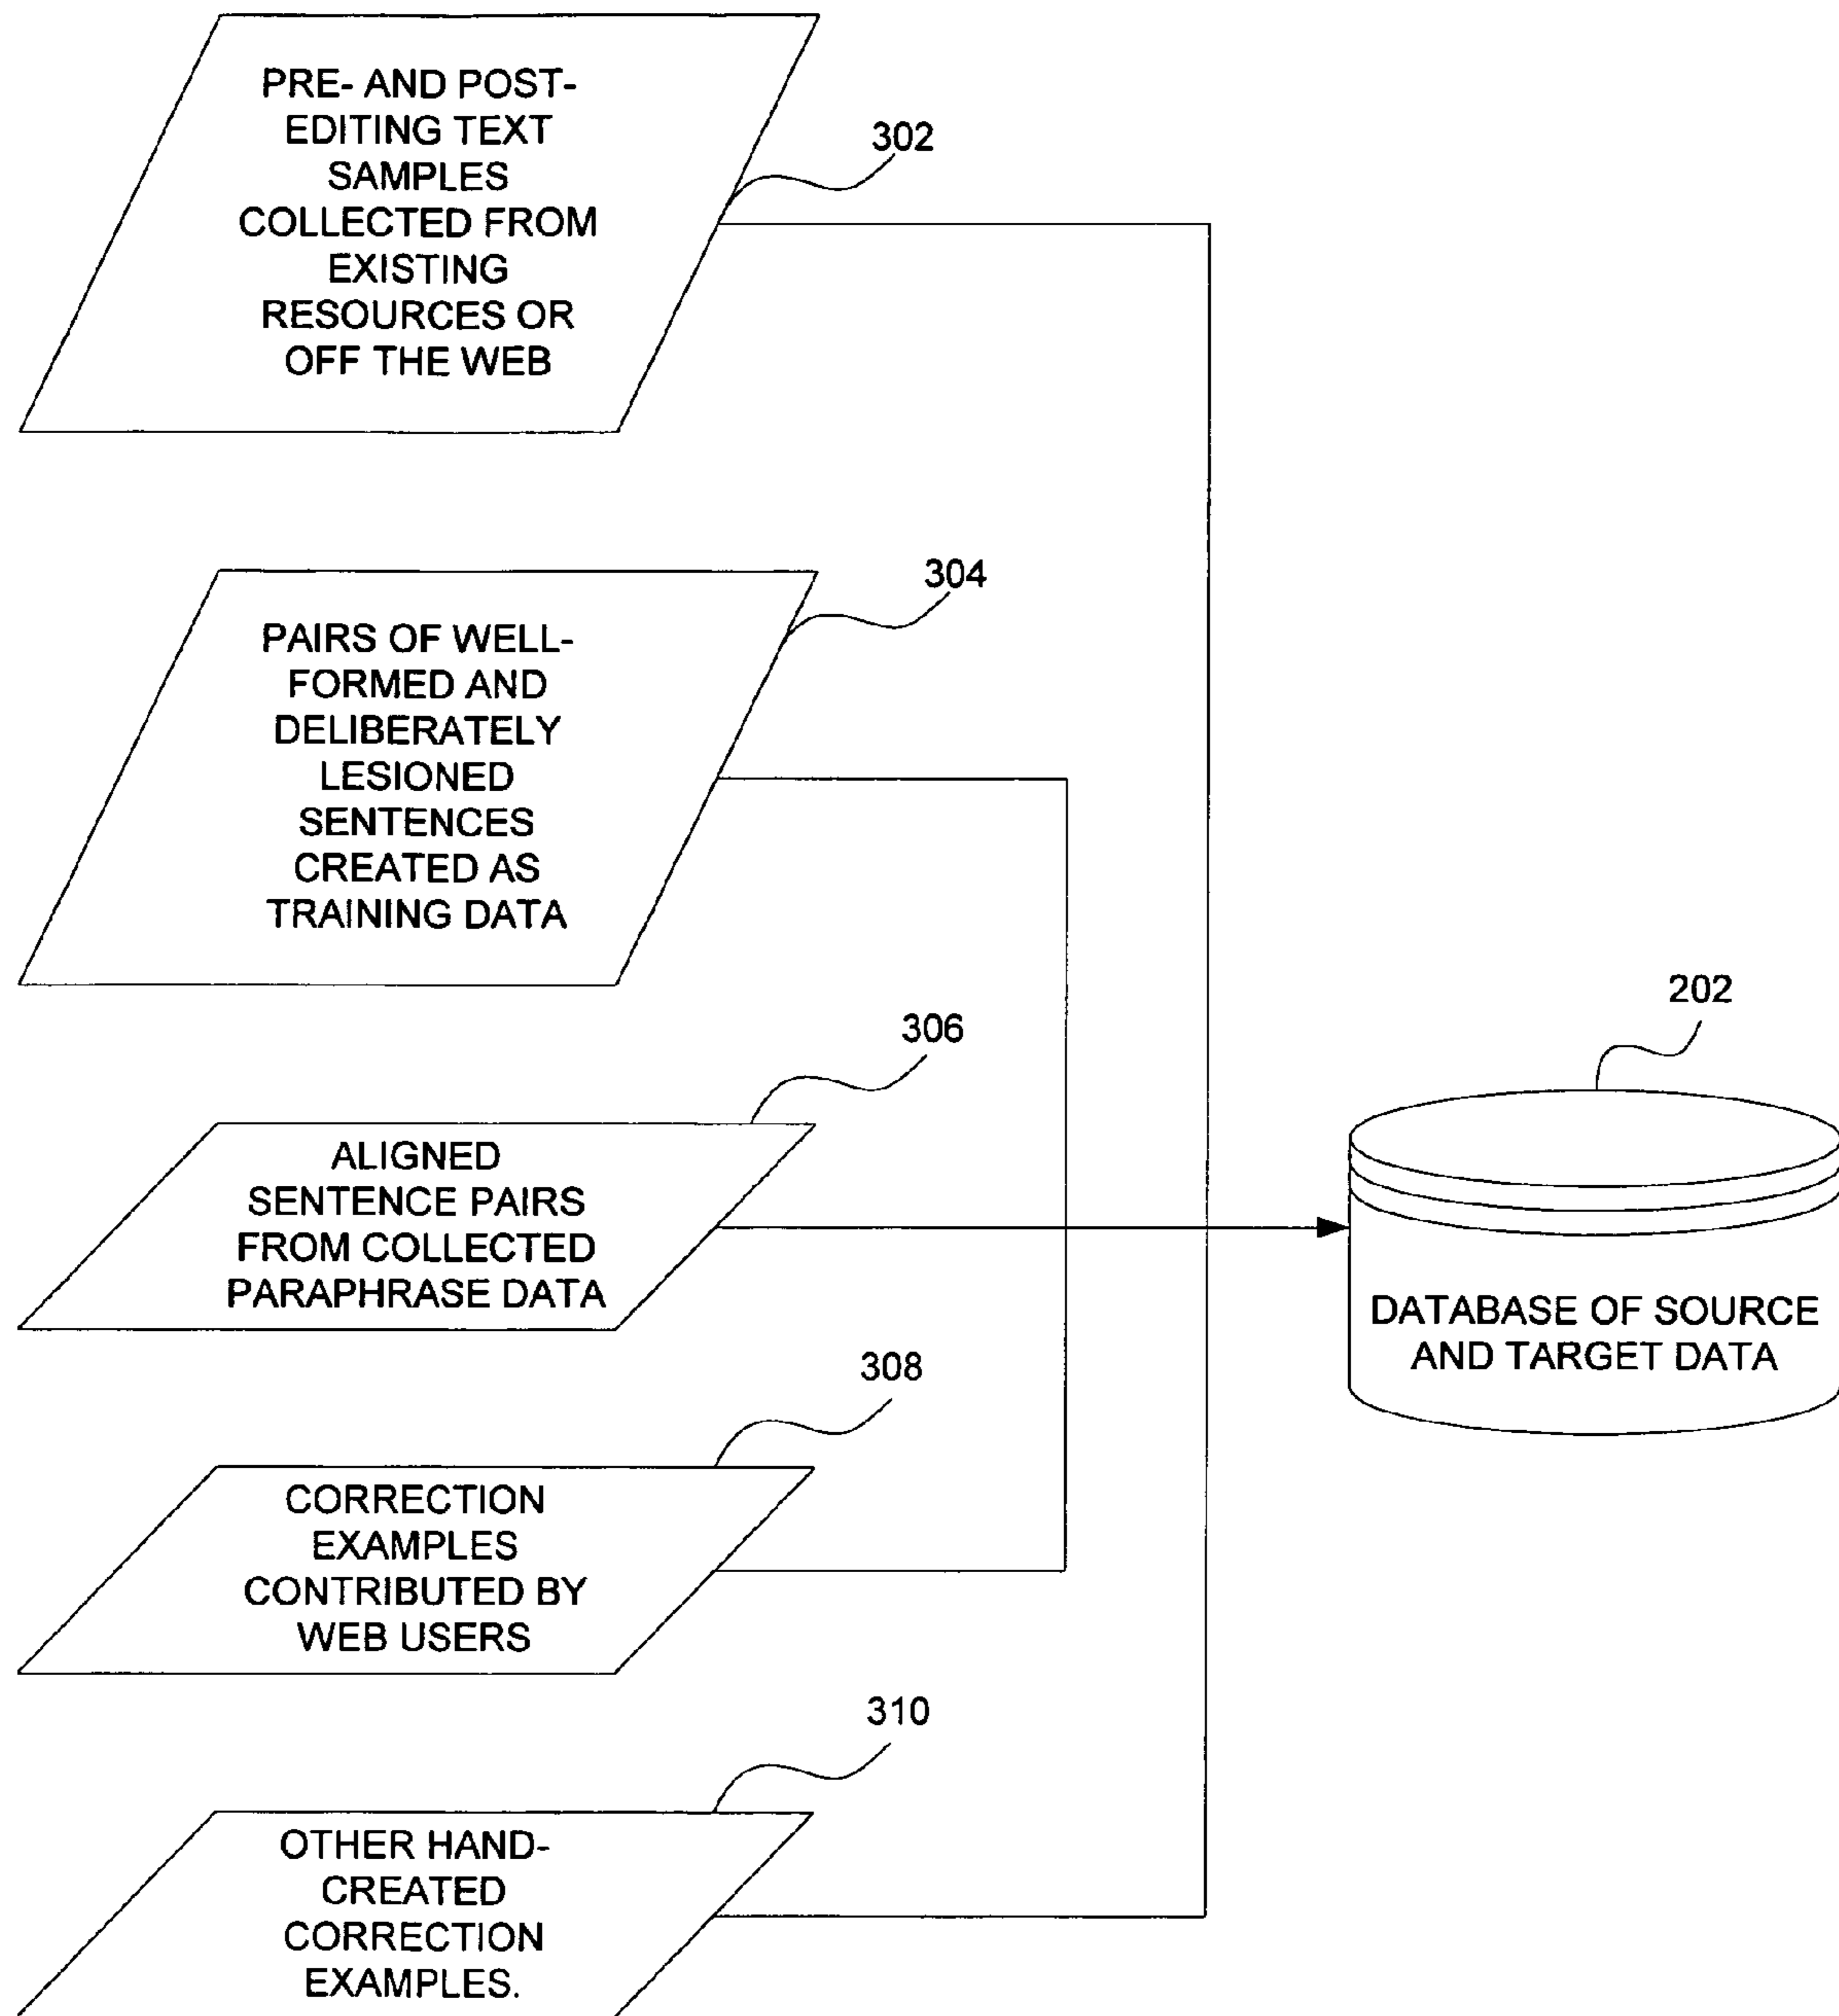 PRE- AND POST-
EDITING TEXT
SAMPLES
COLLECTED FROM
EXISTING
RESOURCES OR
OFF THE WEB
302
PAIRS OF WELL-
FORMED AND
DELIBERATELY
LESIONED
SENTENCES
CREATED AS
TRAINING DATA
304
ALIGNED
SENTENCE PAIRS
FROM COLLECTED
PARAPHRASE DATA
306
202
DATABASE OF SOURCE
AND TARGET DATA
CORRECTION
EXAMPLES
CONTRIBUTED BY
WEB USERS
308
OTHER HAND-
CREATED
CORRECTION
EXAMPLES.
310